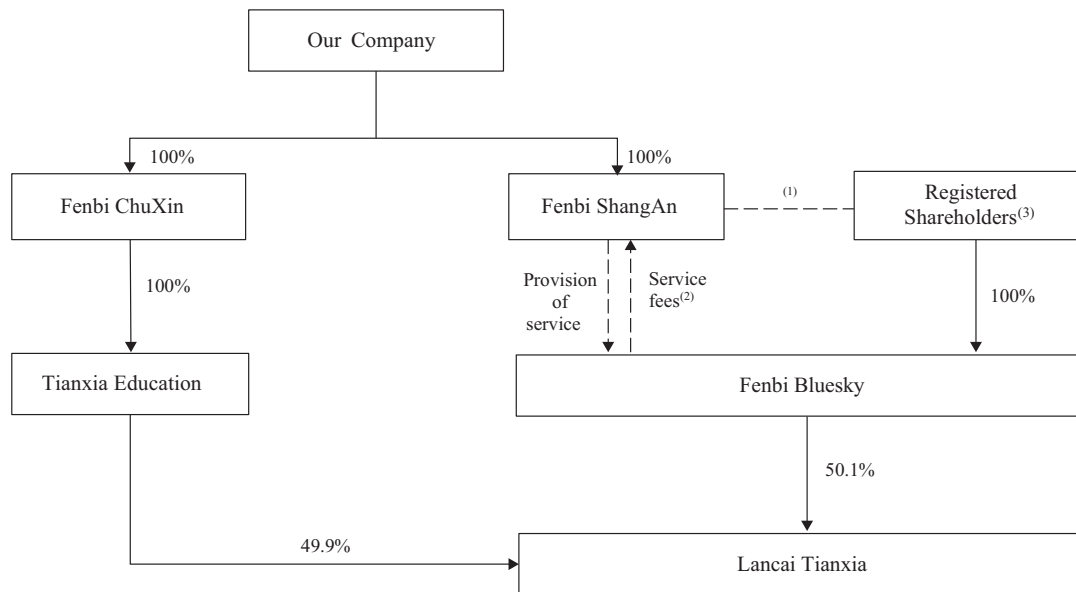 Our Company
100%
100%
Fenbi ChuXin
Fenbi ShangAn
(1)
Registered
Shareholders(3)
100%
Provision
of
service
Service
fees(2)
100%
Tianxia Education
Fenbi Bluesky
50.1%
49.9%
Lancai Tianxia